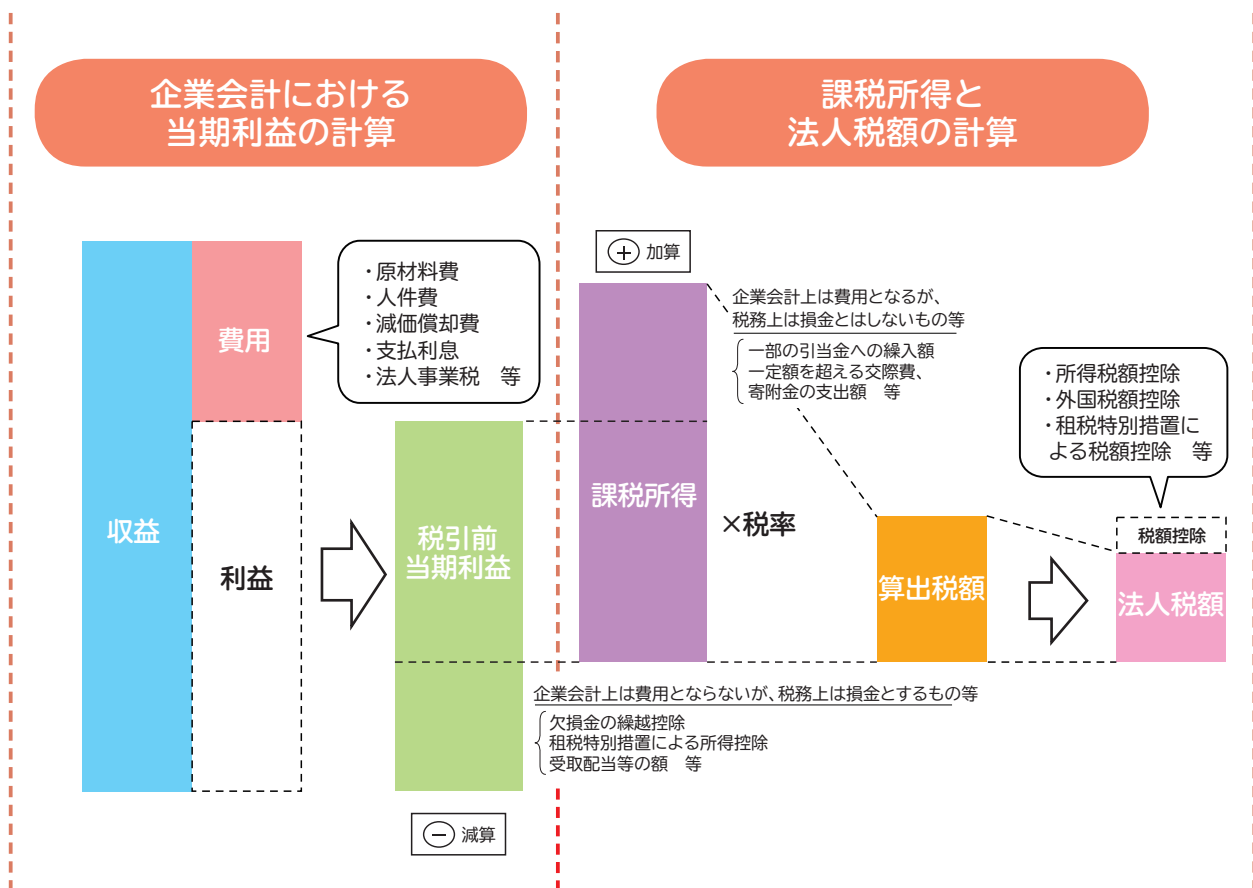 企業会計における
当期利益の計算
課税所得と
法人税額の計算
収益
費用
・原材料費
・人件費
・減価償却費
・支払利息
・法人事業税　等
利益
税引前
当期利益
− 減算
+ 加算
課税所得
企業会計上は費用となるが、
税務上は損金とはしないもの等
一部の引当金への繰入額
一定額を超える交際費、
寄附金の支出額　等
企業会計上は費用とならないが、税務上は損金とするもの等
欠損金の繰越控除
租税特別措置による所得控除
受取配当等の額　等
×税率
算出税額
・所得税額控除
・外国税額控除
・租税特別措置に
よる税額控除　等
税額控除
法人税額